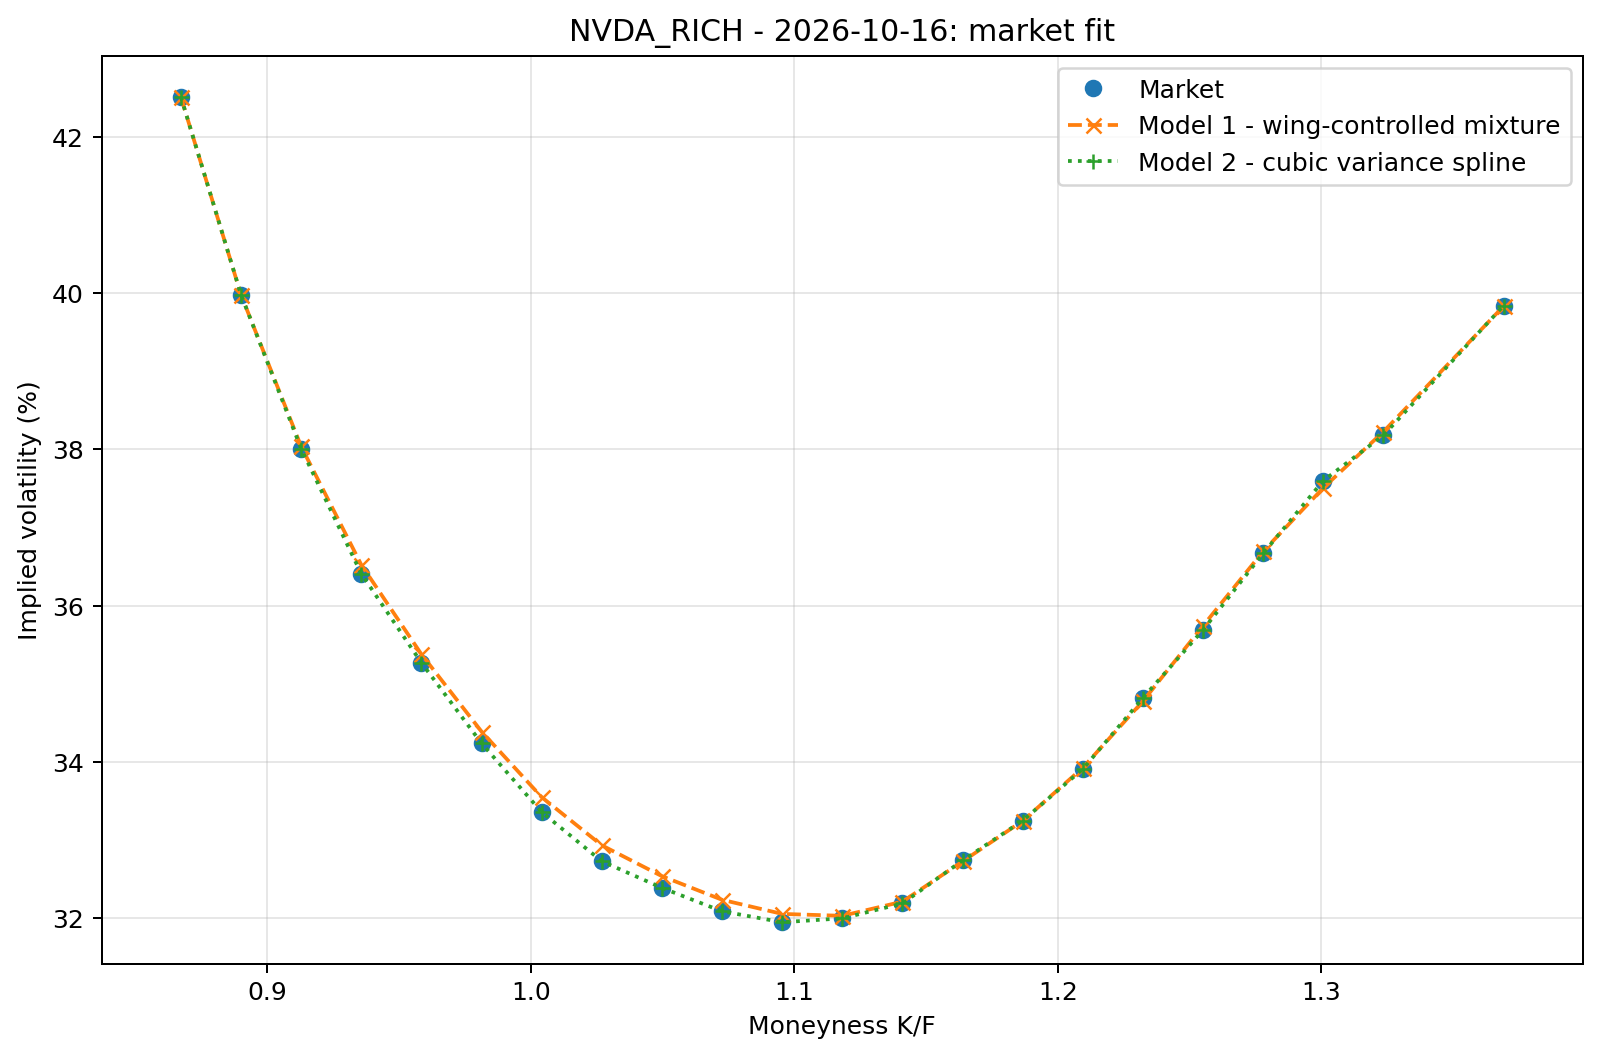 NVDA_RICH - 2026-10-16: market fit
Market
Model 1 - wing-controlled mixture
Model 2 - cubic variance spline
Implied volatility (%)
42
40
38
36
34
32
0.9
1.0
1.1
1.2
1.3
Moneyness K/F